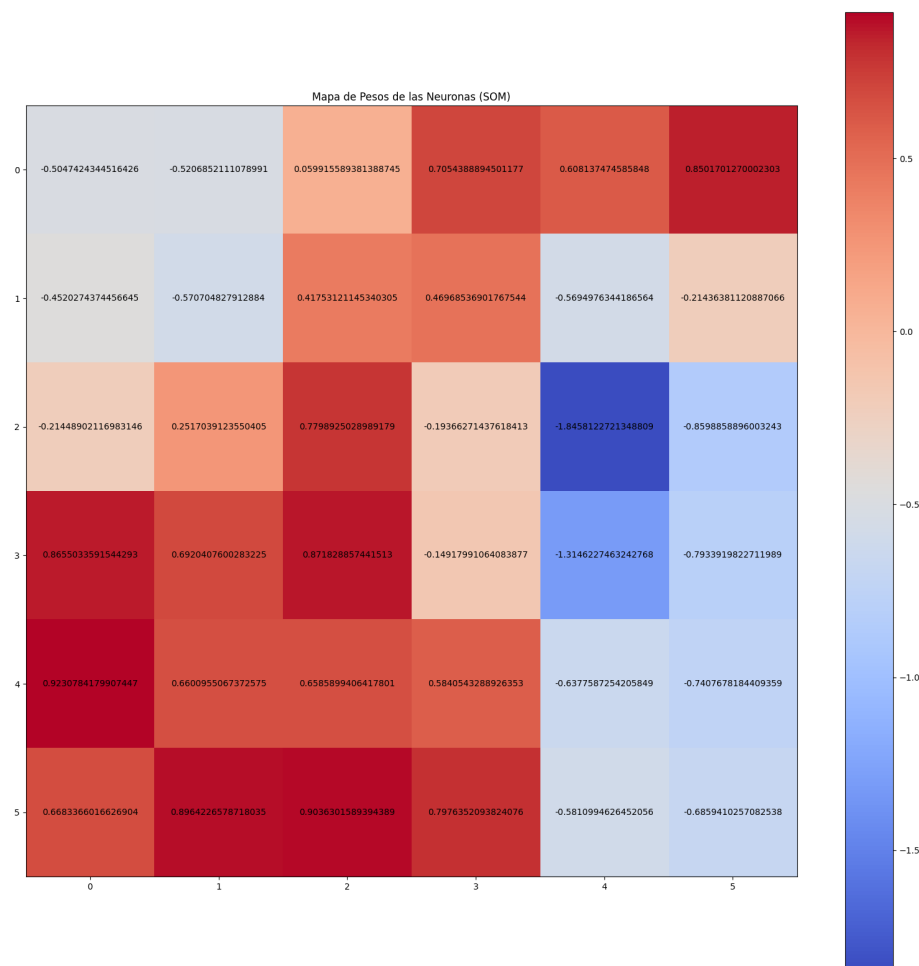 Mapa de Pesos de las Neuronas (SOM)
0 -0.5047424344516426 -0.5206852111078991 0.059915589381388745 0.7054388894501177 0.608137474585848 0.8501701270002303
1 -0.4520274374456645 -0.570704827912884 0.41753121145340305 0.46968536901767544 -0.5694976344186564 -0.21436381120887066
2 -0.21448902116983146 0.2517039123550405 0.7798925028989179 -0.19366271437618413 -1.8458122721348809 -0.8598858896003243
3 0.8655033591544293 0.6920407600283225 0.871828857441513 -0.14917991064083877 -1.3146227463242768 -0.7933919822711989
4 0.9230784179907447 0.6600955067372575 0.6585899406417801 0.5840543288926353 -0.6377587254205849 -0.7407678184409359
5 0.6683366016626904 0.8964226578718035 0.9036301589394389 0.7976352093824076 -0.5810994626452056 -0.6859410257082538
0 1 2 3 4 5
0.5
0.0
−0.5
−1.0
−1.5